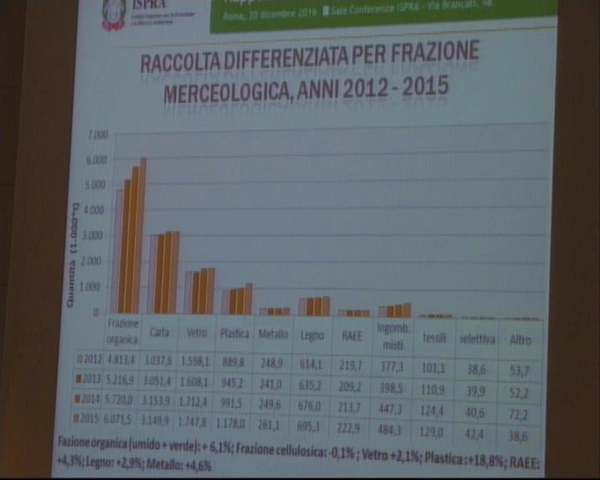 ISPRA
Roma, 20 dicembre 2016 Sala Conferenze ISPRA - Via Brancati, 48
RACCOLTA DIFFERENZIATA PER FRAZIONE
MERCEOLOGICA, ANNI 2012 - 2015
7.000
6.000
5.000
4.000
3.000
2.000
1.000
0
Quantità (1.000*t)
Frazione organica Carta Vetro Plastica Metallo Legno RAEE Ingomb. misti tessili selettiva Altro
2012 4.813,4 3.037,6 1.598,1 889,8 248,9 614,1 219,7 377,3 101,1 38,6 53,7
2013 5.216,9 3.051,4 1.608,1 945,2 241,0 635,2 209,2 398,5 110,9 39,9 52,2
2014 5.720,0 3.153,9 1.712,4 991,5 249,6 676,0 213,7 447,3 124,4 40,6 72,2
2015 6.071,5 3.149,9 1.747,8 1.178,0 261,1 695,3 222,9 484,3 129,0 42,4 38,6
Fazione organica (umido + verde): + 6,1%; Frazione cellulosica: -0,1% ; Vetro +2,1%; Plastica :+18,8%; RAEE:
+4,3%; Legno: +2,9%; Metallo: +4,6%